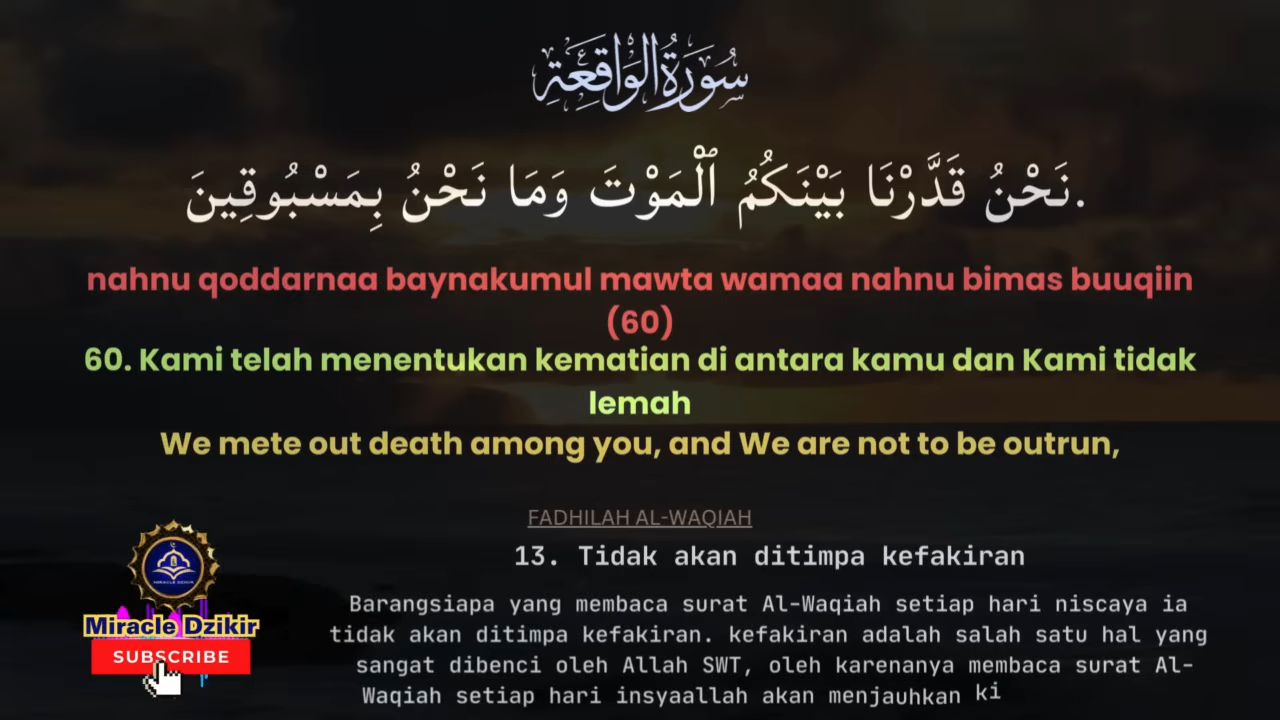 سُورَةُ الْوَاقِعَةِ
نَحْنُ قَدَّرْنَا بَيْنَكُمُ ٱلْمَوْتَ وَمَا نَحْنُ بِمَسْبُوقِينَ.
nahnu qoddarnaa baynakumul mawta wamaa nahnu bimas buuqiin
(60)
60. Kami telah menentukan kematian di antara kamu dan Kami tidak
lemah
We mete out death among you, and We are not to be outrun,
FADHILAH AL-WAQIAH
13. Tidak akan ditimpa kefakiran
Barangsiapa yang membaca surat Al-Waqiah setiap hari niscaya ia
tidak akan ditimpa kefakiran. kefakiran adalah salah satu hal yang
sangat dibenci oleh Allah SWT, oleh karenanya membaca surat Al-
Waqiah setiap hari insyaallah akan menjauhkan ki
MIRACLE DZIKIR
Miracle Dzikir
SUBSCRIBE